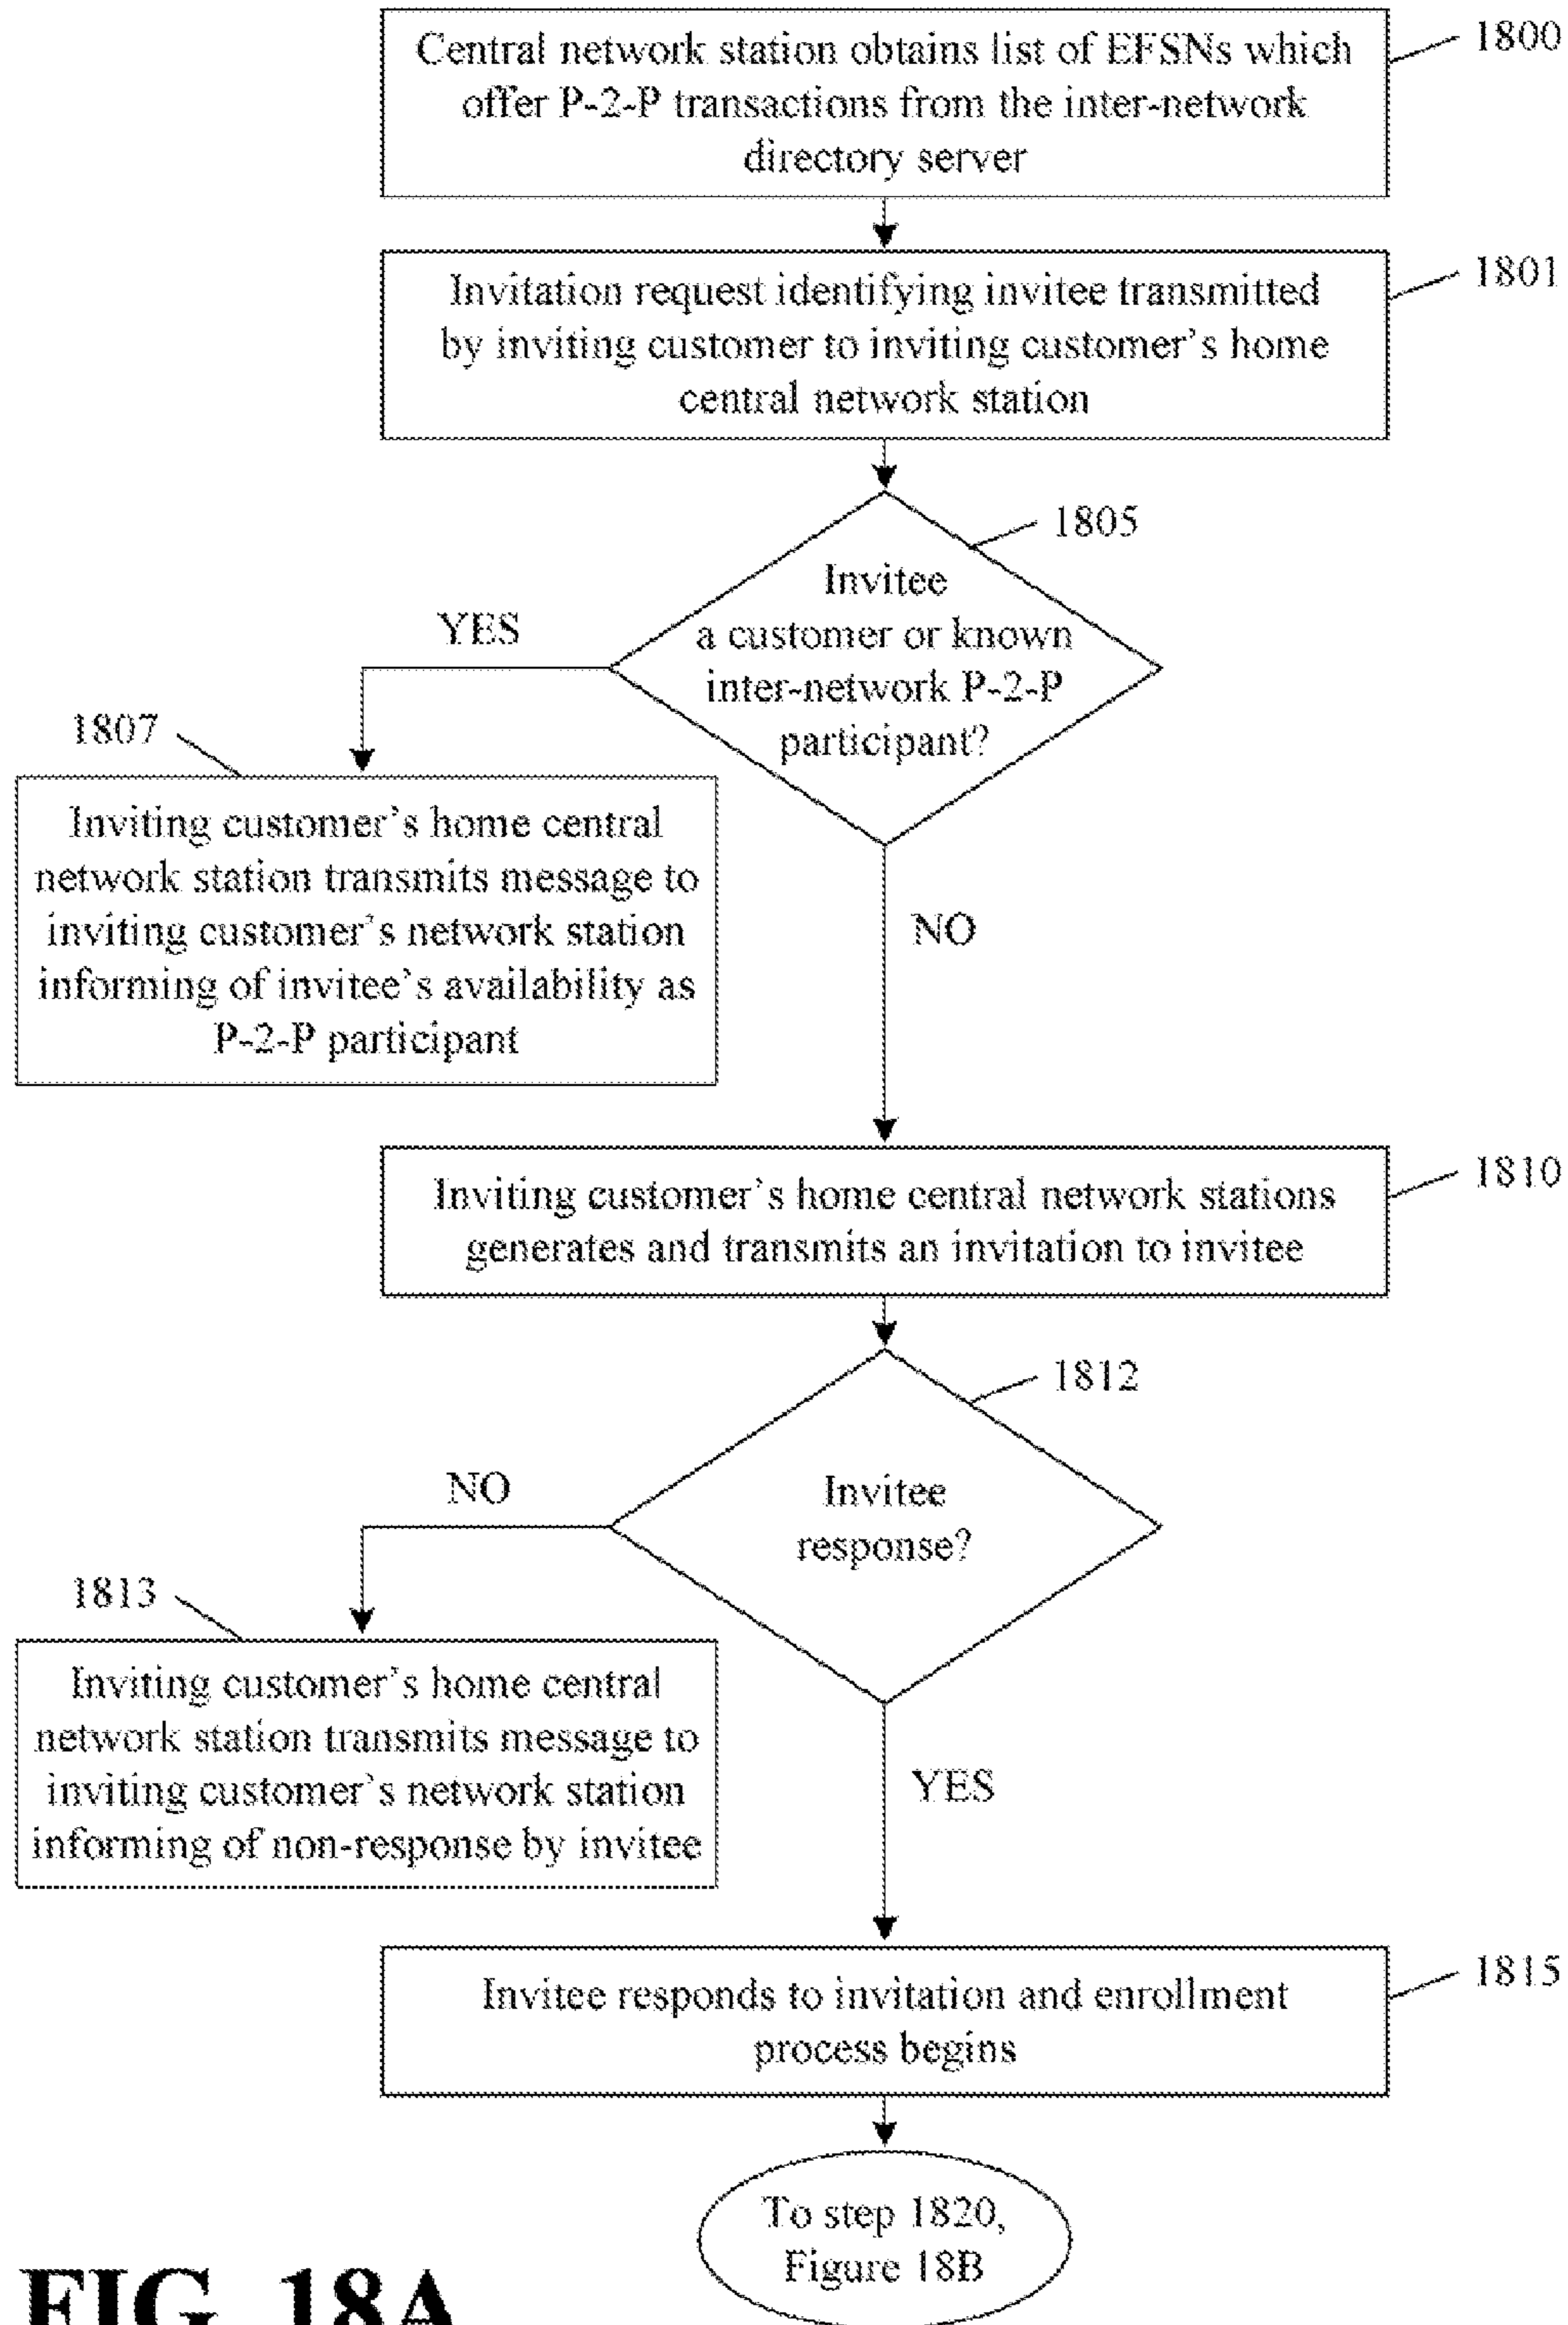 Central network station obtains list of EFSNs which
offer P-2-P transactions from the inter-network
directory server
1800
Invitation request identifying invitee transmitted
by inviting customer to inviting customer's home
central network station
1801
1805
Invitee
a customer or known
inter-network P-2-P
participant?
YES
1807
Inviting customer's home central
network station transmits message to
inviting customer's network station
informing of invitee's availability as
P-2-P participant
NO
Inviting customer's home central network stations
generates and transmits an invitation to invitee
1810
1812
Invitee
response?
NO
1813
Inviting customer's home central
network station transmits message to
inviting customer's network station
informing of non-response by invitee
YES
Invitee responds to invitation and enrollment
process begins
1815
To step 1820,
Figure 18B
FIG. 18A